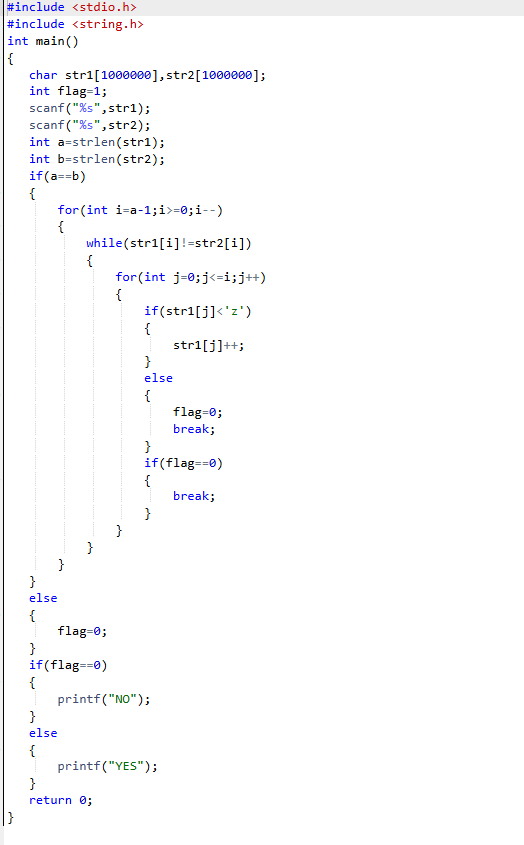 #include <stdio.h>
#include <string.h>
int main()
{
   char str1[1000000],str2[1000000];
   int flag=1;
   scanf("%s",str1);
   scanf("%s",str2);
   int a=strlen(str1);
   int b=strlen(str2);
   if(a==b)
   {
       for(int i=a-1;i>=0;i--)
       {
           while(str1[i]!=str2[i])
           {
               for(int j=0;j<=i;j++)
               {
                   if(str1[j]<'z')
                   {
                       str1[j]++;
                   }
                   else
                   {
                       flag=0;
                       break;
                   }
                   if(flag==0)
                   {
                       break;
                   }
               }
           }
       }
   }
   else
   {
       flag=0;
   }
   if(flag==0)
   {
       printf("NO");
   }
   else
   {
       printf("YES");
   }
   return 0;
}